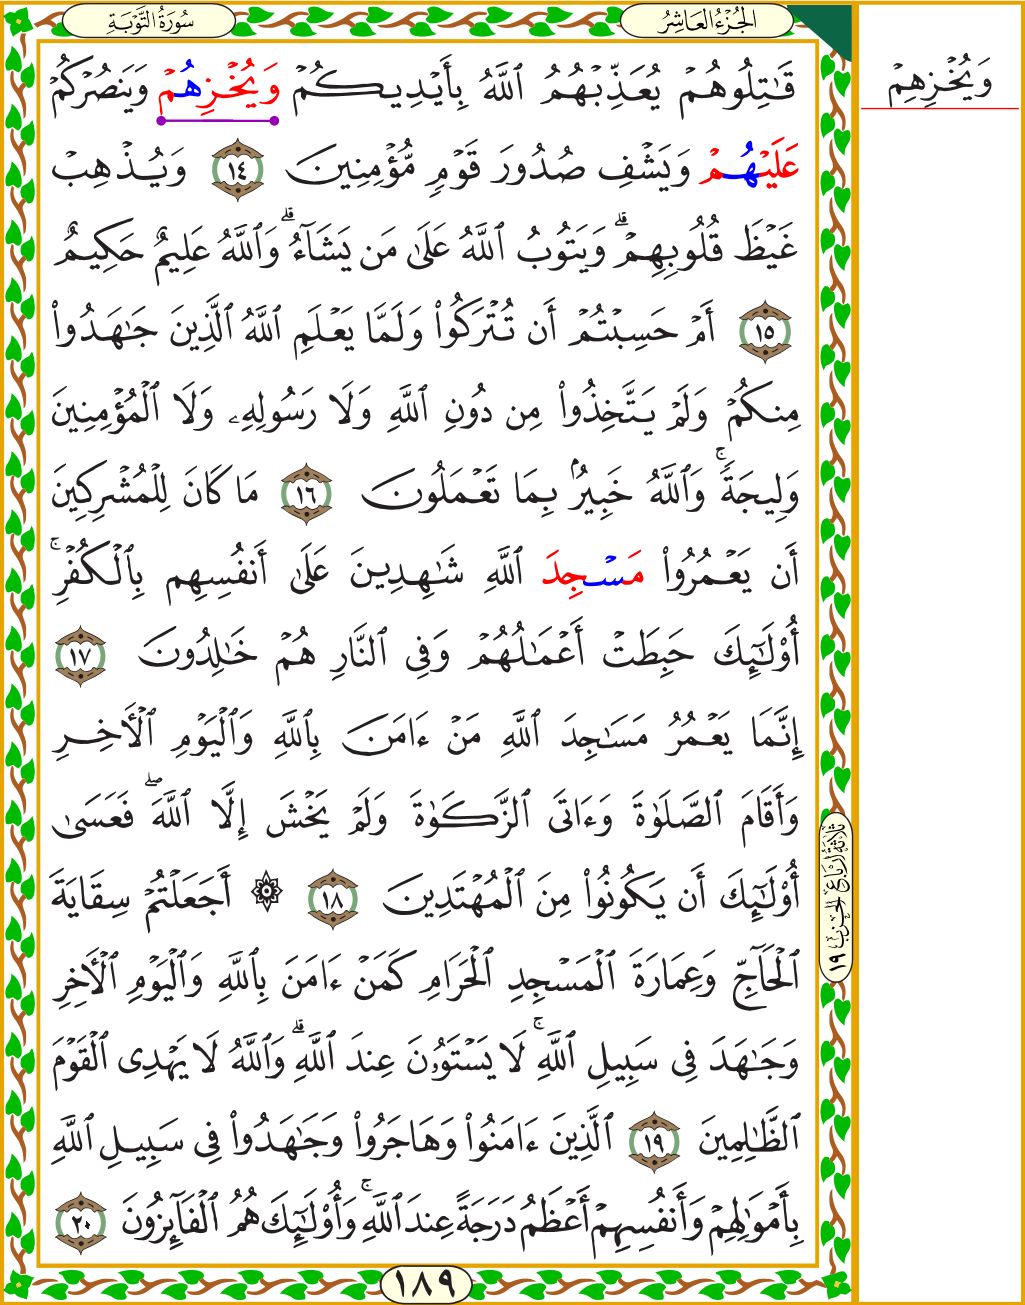 سُورَةُ التَّوْبَةِ
الجُزْءُ العَاشِرُ
وَيُخْزِهِمْ
قَٰتِلُوهُمْ يُعَذِّبْهُمُ ٱللَّهُ بِأَيْدِيكُمْ وَيُخْزِهُمْ وَيَنصُرْكُمْ
عَلَيْهُمْ وَيَشْفِ صُدُورَ قَوْمٍ مُّؤْمِنِينَ ١٤ وَيُذْهِبْ
غَيْظَ قُلُوبِهِمْ ۗ وَيَتُوبُ ٱللَّهُ عَلَىٰ مَن يَشَآءُ ۗ وَٱللَّهُ عَلِيمٌ حَكِيمٌ
١٥ أَمْ حَسِبْتُمْ أَن تُتْرَكُوا۟ وَلَمَّا يَعْلَمِ ٱللَّهُ ٱلَّذِينَ جَٰهَدُوا۟
مِنكُمْ وَلَمْ يَتَّخِذُوا۟ مِن دُونِ ٱللَّهِ وَلَا رَسُولِهِۦ وَلَا ٱلْمُؤْمِنِينَ
وَلِيجَةً ۚ وَٱللَّهُ خَبِيرٌۢ بِمَا تَعْمَلُونَ ١٦ مَا كَانَ لِلْمُشْرِكِينَ
أَن يَعْمُرُوا۟ مَسْجِدَ ٱللَّهِ شَٰهِدِينَ عَلَىٰٓ أَنفُسِهِم بِٱلْكُفْرِ ۚ
أُو۟لَٰٓئِكَ حَبِطَتْ أَعْمَٰلُهُمْ وَفِى ٱلنَّارِ هُمْ خَٰلِدُونَ ١٧
إِنَّمَا يَعْمُرُ مَسَٰجِدَ ٱللَّهِ مَنْ ءَامَنَ بِٱللَّهِ وَٱلْيَوْمِ ٱلْأَخِرِ
وَأَقَامَ ٱلصَّلَوٰةَ وَءَاتَى ٱلزَّكَوٰةَ وَلَمْ يَخْشَ إِلَّا ٱللَّهَ ۖ فَعَسَىٰٓ
أُو۟لَٰٓئِكَ أَن يَكُونُوا۟ مِنَ ٱلْمُهْتَدِينَ ١٨ ۞ أَجَعَلْتُمْ سِقَايَةَ
ٱلْحَآجِّ وَعِمَارَةَ ٱلْمَسْجِدِ ٱلْحَرَامِ كَمَنْ ءَامَنَ بِٱللَّهِ وَٱلْيَوْمِ ٱلْأَخِرِ
وَجَٰهَدَ فِى سَبِيلِ ٱللَّهِ ۚ لَا يَسْتَوُۥنَ عِندَ ٱللَّهِ ۗ وَٱللَّهُ لَا يَهْدِى ٱلْقَوْمَ
ٱلظَّٰلِمِينَ ١٩ ٱلَّذِينَ ءَامَنُوا۟ وَهَاجَرُوا۟ وَجَٰهَدُوا۟ فِى سَبِيلِ ٱللَّهِ
بِأَمْوَٰلِهِمْ وَأَنفُسِهِمْ أَعْظَمُ دَرَجَةً عِندَ ٱللَّهِ ۚ وَأُو۟لَٰٓئِكَ هُمُ ٱلْفَآئِزُونَ ٢٠
ثَلَاثَةُ أَرْبَاعِ الحِزْبِ ١٩
١٨٩